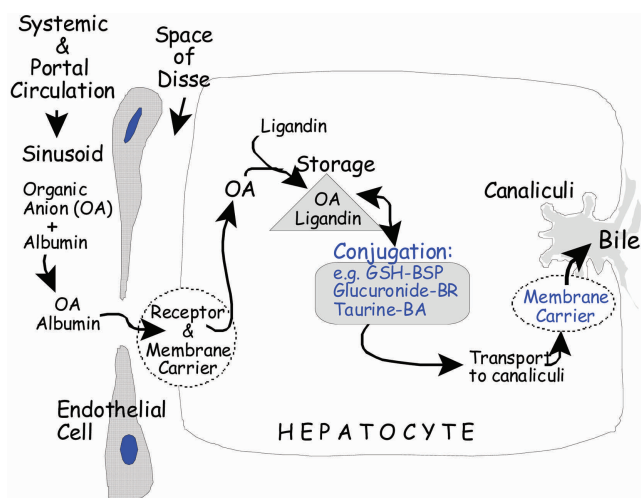 Systemic
&
Portal
Circulation
Sinusoid
Organic
Anion (OA)
+
Albumin
OA
Albumin
Endothelial
Cell
Space
of
Disse
Receptor
&
Membrane
Carrier
OA
Ligandin
Storage
OA
Ligandin
Conjugation:
e.g. GSH-BSP
Glucuronide-BR
Taurine-BA
Transport
to canaliculi
Membrane
Carrier
Canaliculi
Bile
HEPATOCYTE